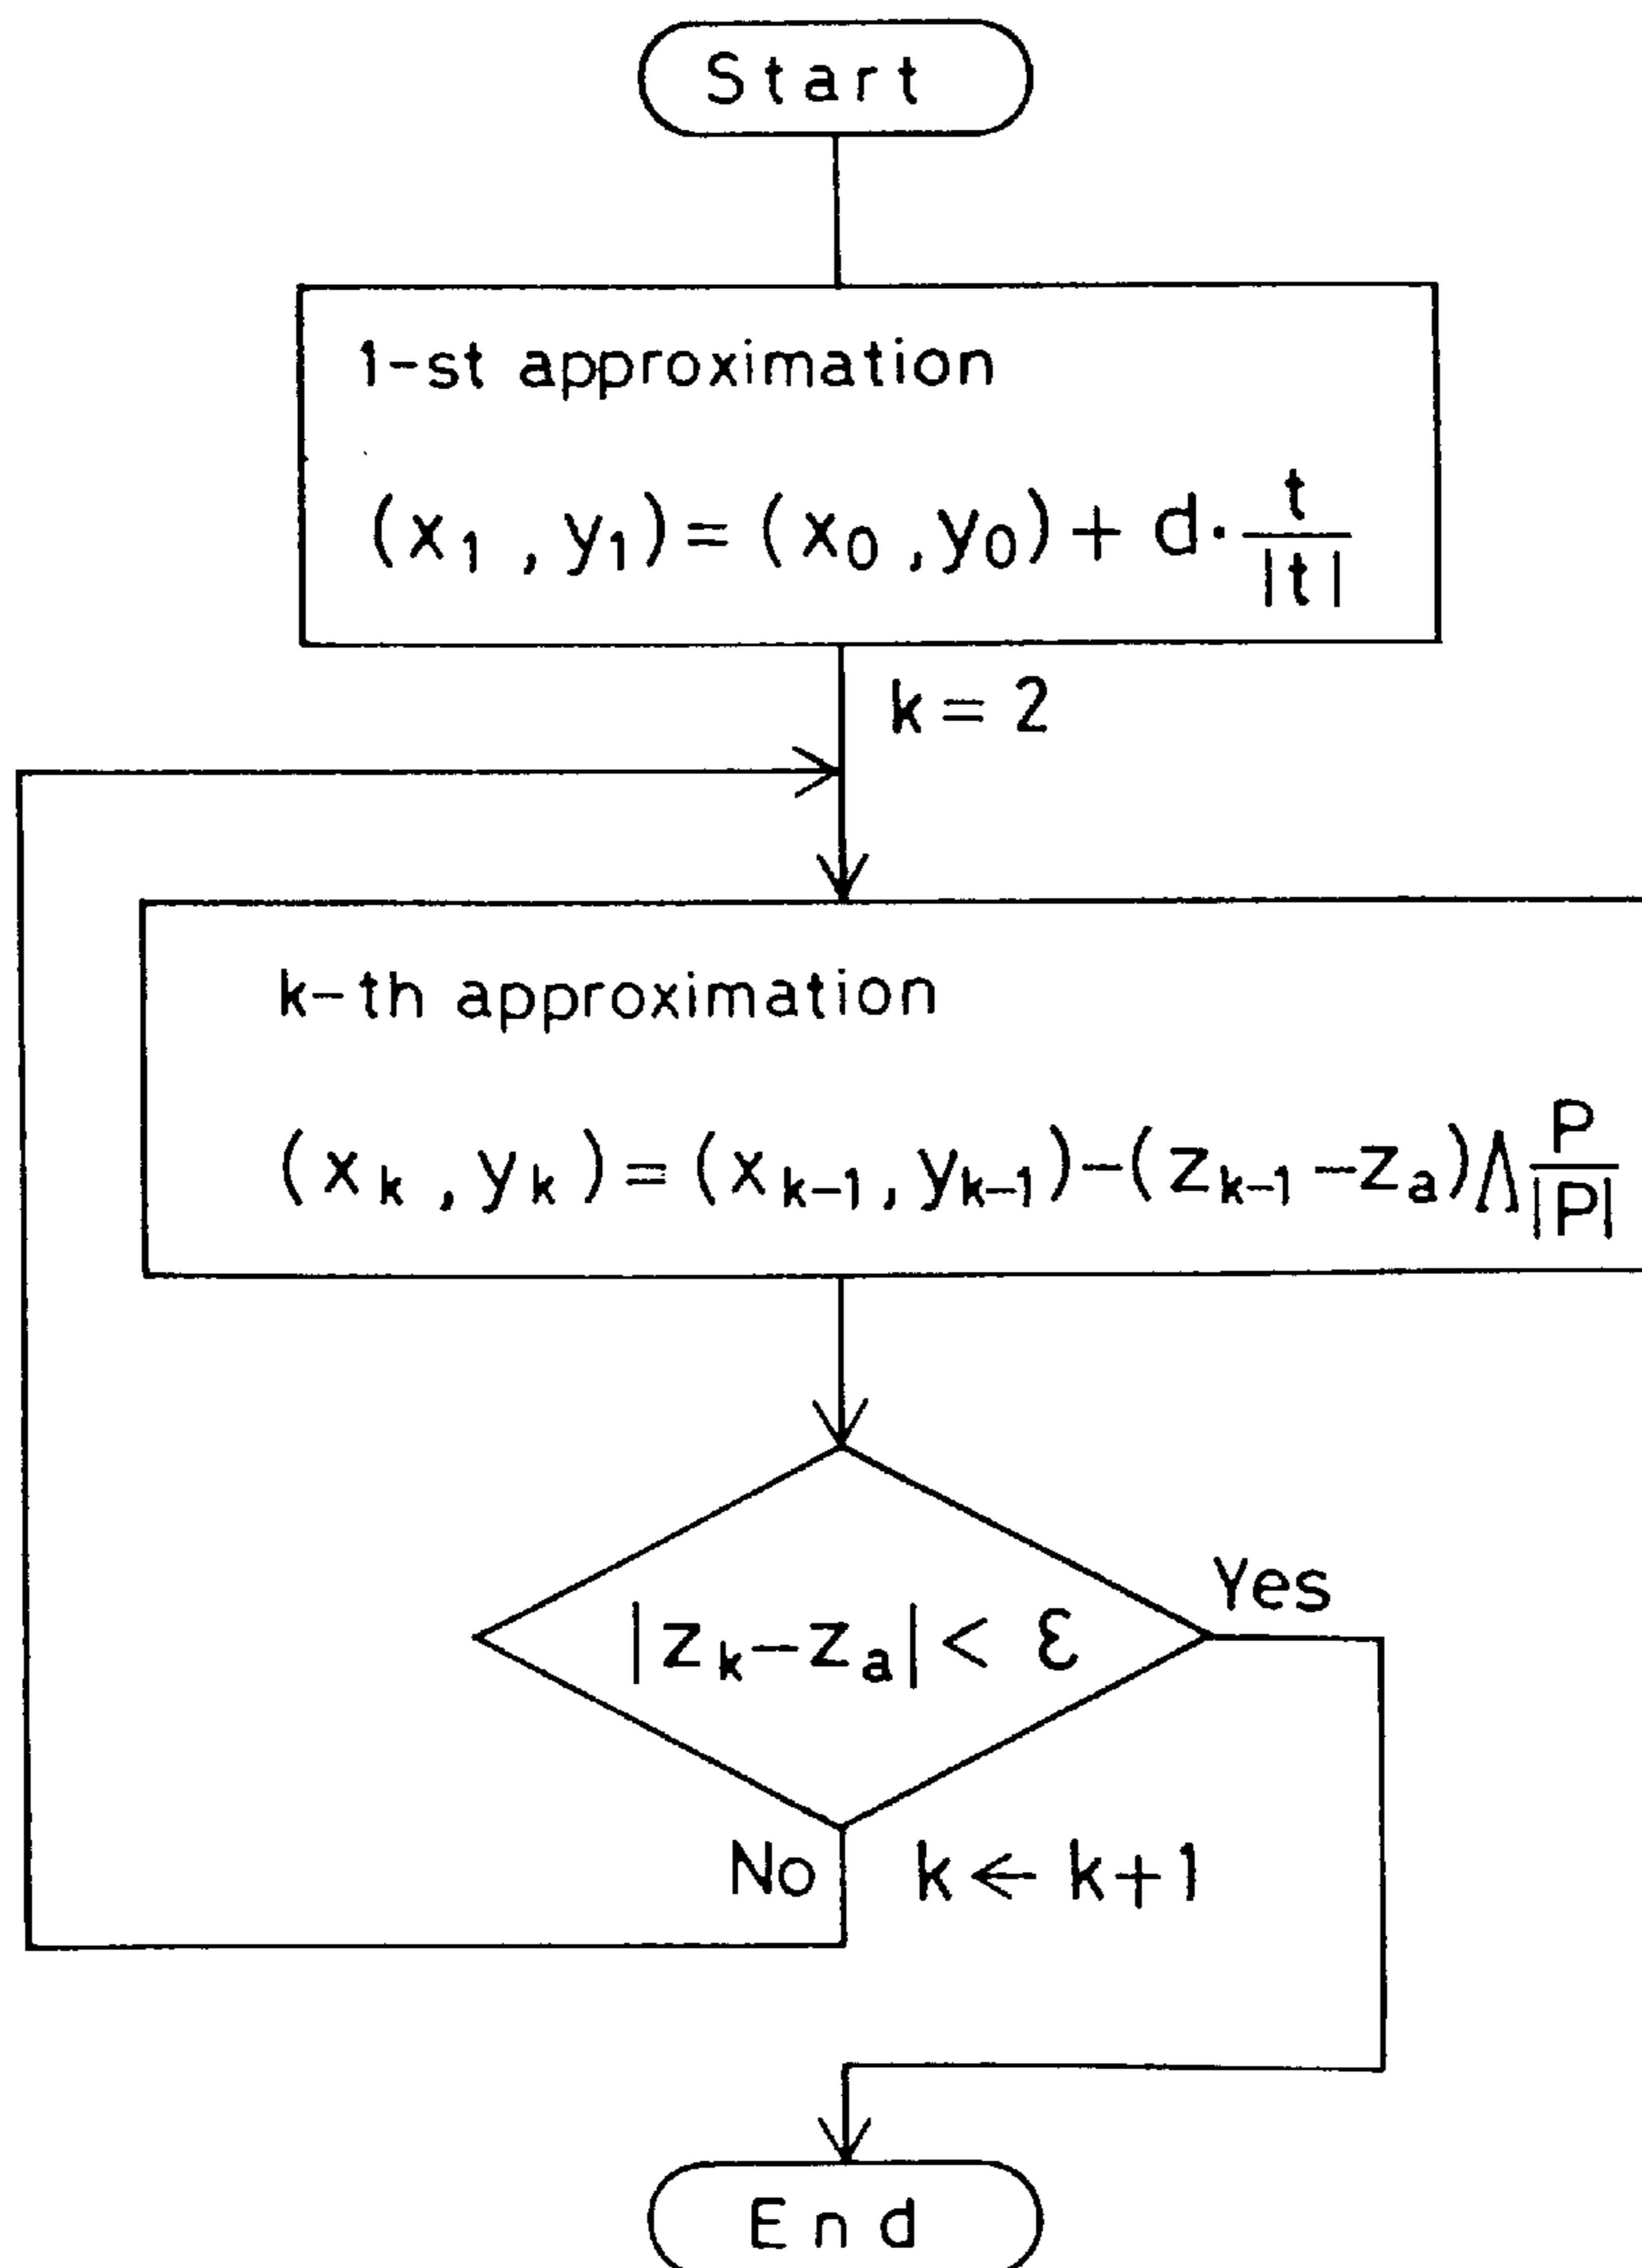 Start
1-st approximation
(x₁, y₁) = (x₀, y₀) + d · t/|t|
k = 2
k-th approximation
(xₖ, yₖ) = (xₖ₋₁, yₖ₋₁) − (zₖ₋₁ − zₐ) Λ P/|P|
|zₖ − zₐ| < ε
Yes
No k ← k+1
End